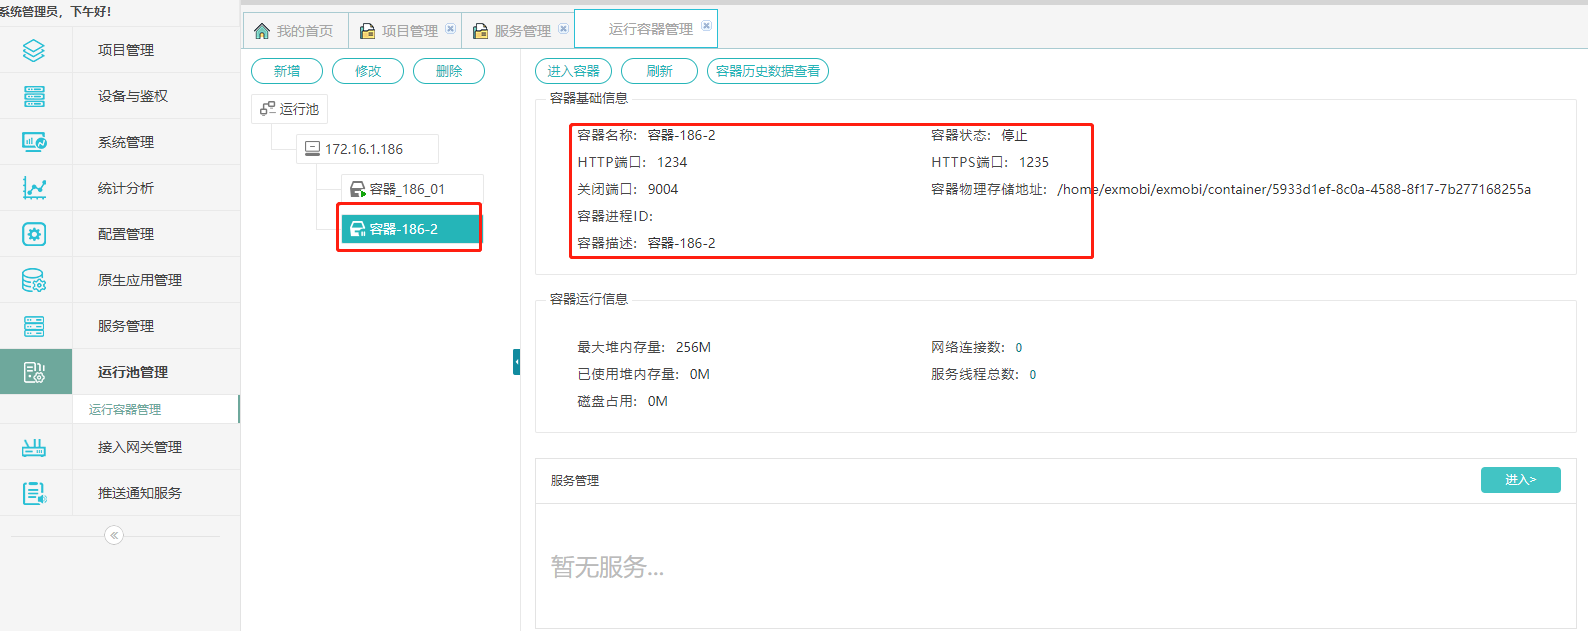 系统管理员，下午好！
项目管理
设备与鉴权
系统管理
统计分析
配置管理
原生应用管理
服务管理
运行池管理
运行容器管理
接入网关管理
推送通知服务
我的首页
项目管理
服务管理
运行容器管理
新增
修改
删除
运行池
172.16.1.186
容器_186_01
容器-186-2
进入容器
刷新
容器历史数据查看
容器基础信息
容器名称： 容器-186-2
容器状态： 停止
HTTP端口： 1234
HTTPS端口： 1235
关闭端口： 9004
容器物理存储地址： /home/exmobi/exmobi/container/5933d1ef-8c0a-4588-8f17-7b277168255a
容器进程ID:
容器描述： 容器-186-2
容器运行信息
最大堆内存量： 256M
网络连接数： 0
已使用堆内存量： 0M
服务线程总数： 0
磁盘占用： 0M
服务管理
进入>
暂无服务...